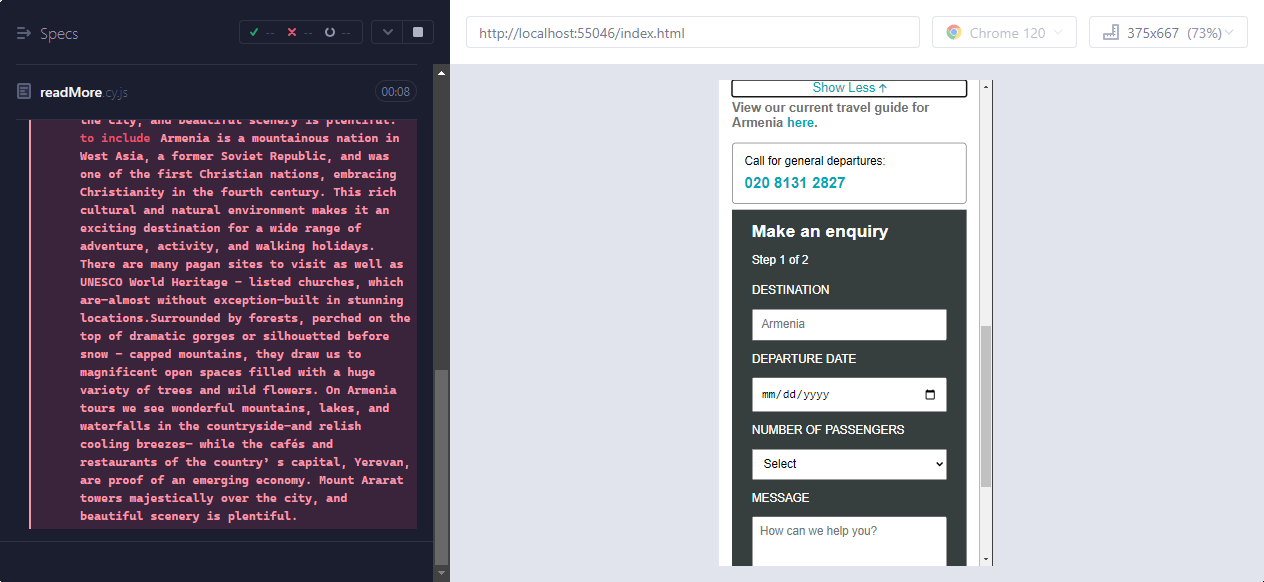 Specs
-- -- --
http://localhost:55046/index.html
Chrome 120
375x667 (73%)
readMore.cy.js
00:08
the city, and beautiful scenery is plentiful.
to include Armenia is a mountainous nation in
West Asia, a former Soviet Republic, and was
one of the first Christian nations, embracing
Christianity in the fourth century. This rich
cultural and natural environment makes it an
exciting destination for a wide range of
adventure, activity, and walking holidays.
There are many pagan sites to visit as well as
UNESCO World Heritage – listed churches, which
are—almost without exception—built in stunning
locations.Surrounded by forests, perched on the
top of dramatic gorges or silhouetted before
snow – capped mountains, they draw us to
magnificent open spaces filled with a huge
variety of trees and wild flowers. On Armenia
tours we see wonderful mountains, lakes, and
waterfalls in the countryside—and relish
cooling breezes— while the cafés and
restaurants of the country’ s capital, Yerevan,
are proof of an emerging economy. Mount Ararat
towers majestically over the city, and
beautiful scenery is plentiful.
Show Less ↑
View our current travel guide for
Armenia here.
Call for general departures:
020 8131 2827
Make an enquiry
Step 1 of 2
DESTINATION
Armenia
DEPARTURE DATE
mm/dd/yyyy
NUMBER OF PASSENGERS
Select
MESSAGE
How can we help you?